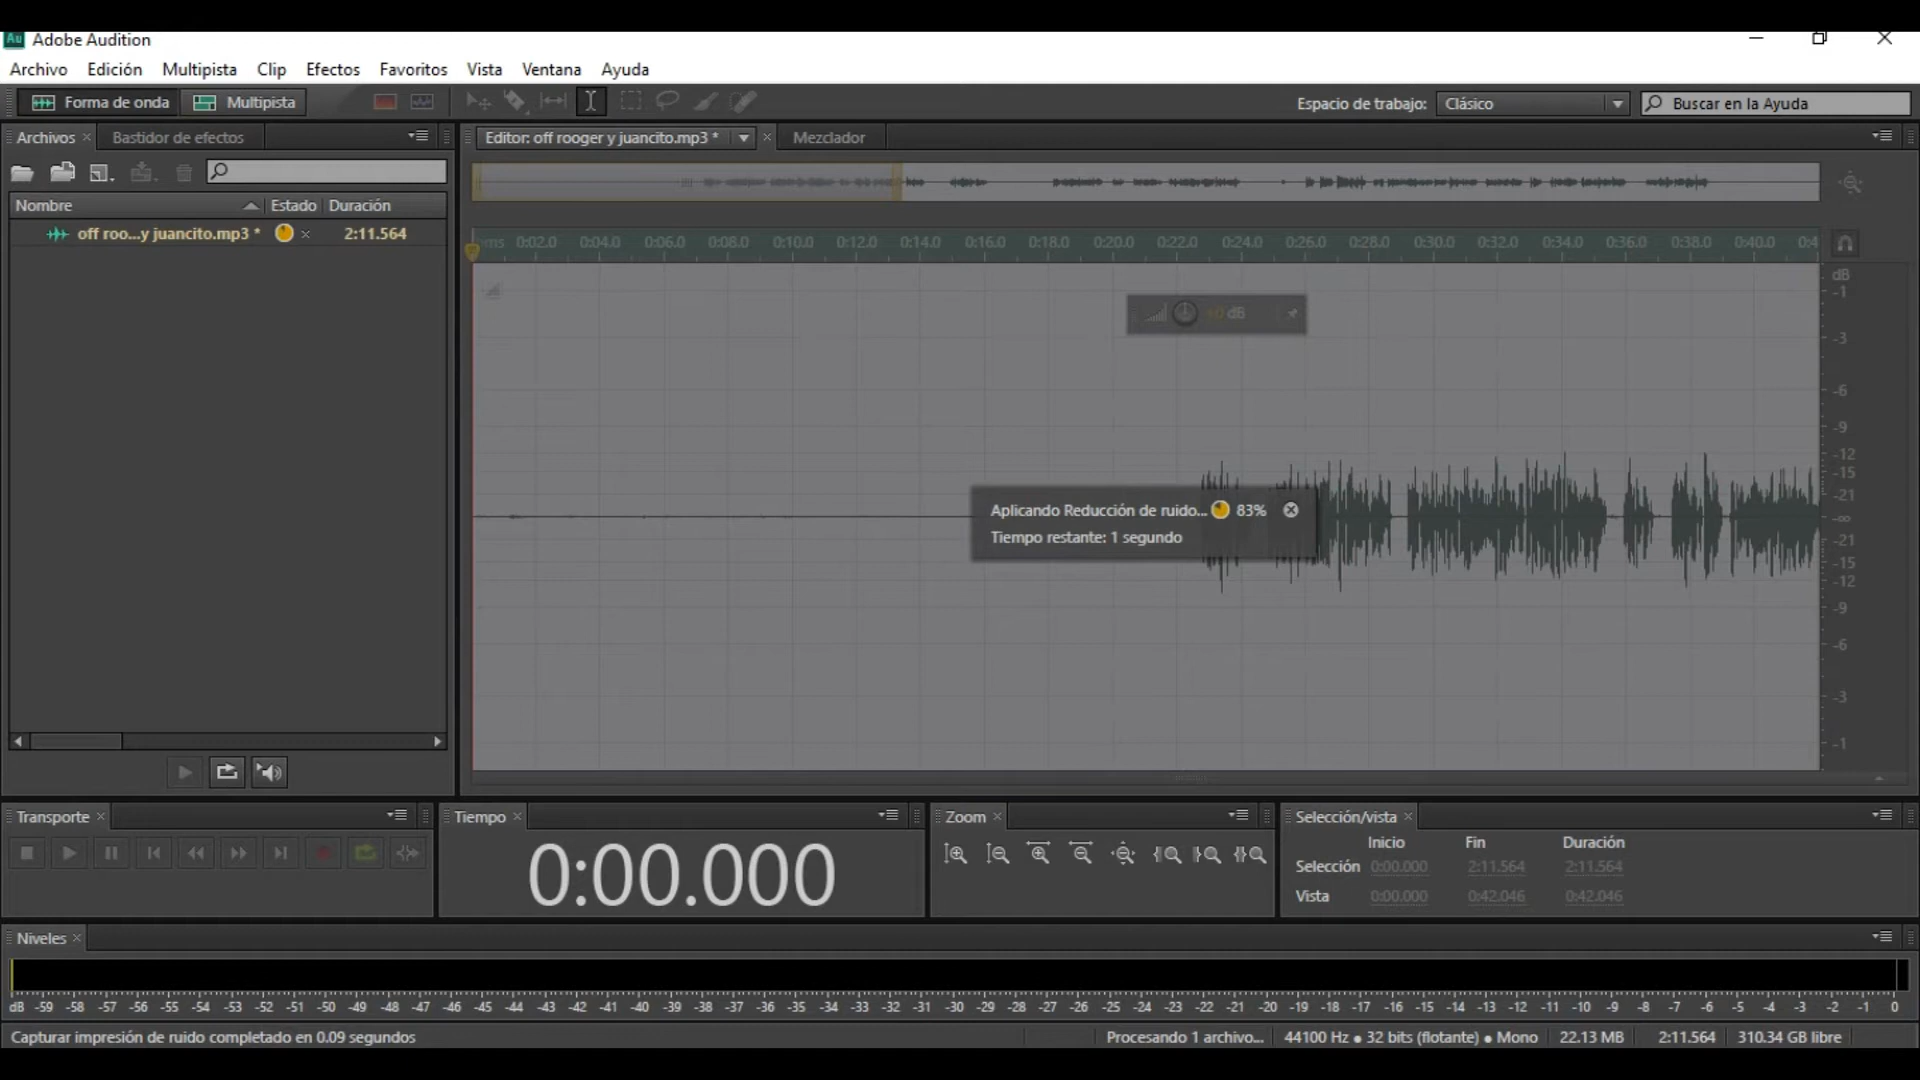 Au Adobe Audition
Archivo Edición Multipista Clip Efectos Favoritos Vista Ventana Ayuda
Forma de onda Multipista Espacio de trabajo: Clásico Buscar en la Ayuda
Archivos Bastidor de efectos Editor: off rooger y juancito.mp3 * Mezclador
Nombre Estado Duración
off roo...y juancito.mp3 * 2:11.564
hms 0:02.0 0:04.0 0:06.0 0:08.0 0:10.0 0:12.0 0:14.0 0:16.0 0:18.0 0:20.0 0:22.0 0:24.0 0:26.0 0:28.0 0:30.0 0:32.0 0:34.0 0:36.0 0:38.0 0:40.0 0:4
dB
-1
+0 dB
-3
-6
-9
-12
-15
-21
-∞
-21
-15
-12
-9
-6
-3
-1
Aplicando Reducción de ruido... 83%
Tiempo restante: 1 segundo
Transporte Tiempo Zoom Selección/vista
0:00.000
Inicio Fin Duración
Selección 0:00.000 2:11.564 2:11.564
Vista 0:00.000 0:42.046 0:42.046
Niveles
dB -59 -58 -57 -56 -55 -54 -53 -52 -51 -50 -49 -48 -47 -46 -45 -44 -43 -42 -41 -40 -39 -38 -37 -36 -35 -34 -33 -32 -31 -30 -29 -28 -27 -26 -25 -24 -23 -22 -21 -20 -19 -18 -17 -16 -15 -14 -13 -12 -11 -10 -9 -8 -7 -6 -5 -4 -3 -2 -1 0
Capturar impresión de ruido completado en 0.09 segundos Procesando 1 archivo... 44100 Hz ● 32 bits (flotante) ● Mono 22.13 MB 2:11.564 310.34 GB libre